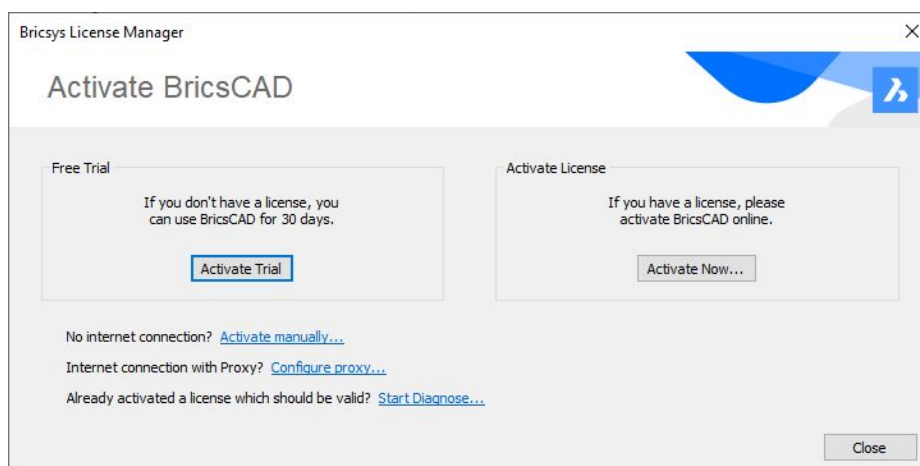 Bricsys License Manager
Activate BricsCAD
Free Trial
If you don't have a license, you
can use BricsCAD for 30 days.
Activate Trial
Activate License
If you have a license, please
activate BricsCAD online.
Activate Now...
No internet connection? Activate manually...
Internet connection with Proxy? Configure proxy...
Already activated a license which should be valid? Start Diagnose...
Close